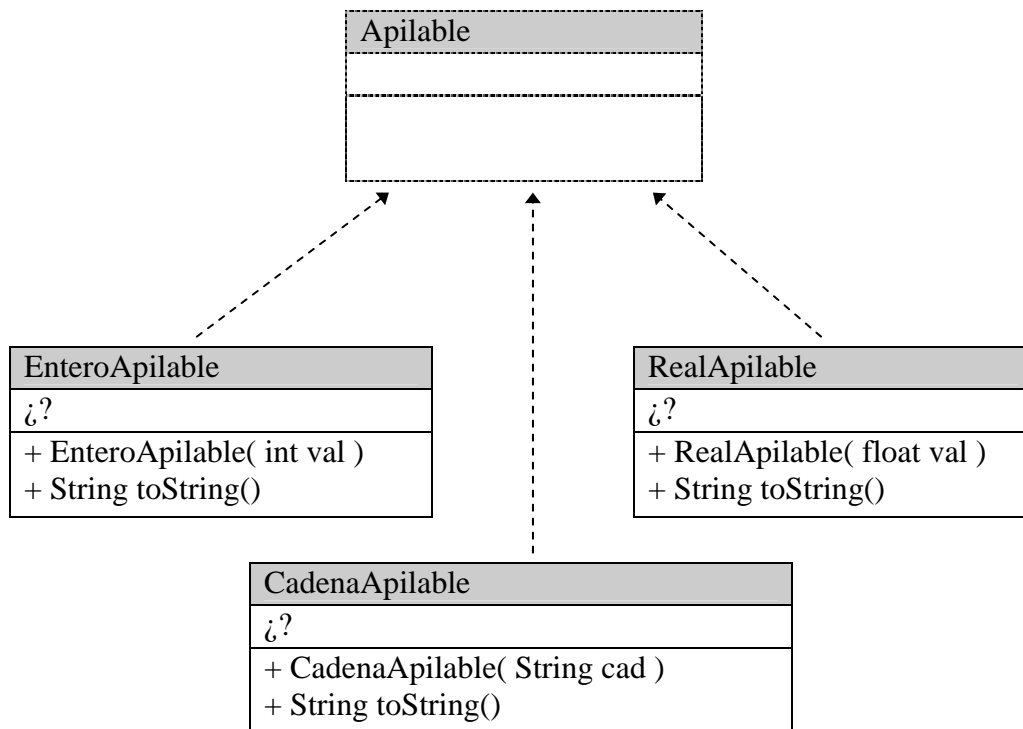 Apilable
EnteroApilable
¿?
+ EnteroApilable( int val )
+ String toString()
RealApilable
¿?
+ RealApilable( float val )
+ String toString()
CadenaApilable
¿?
+ CadenaApilable( String cad )
+ String toString()